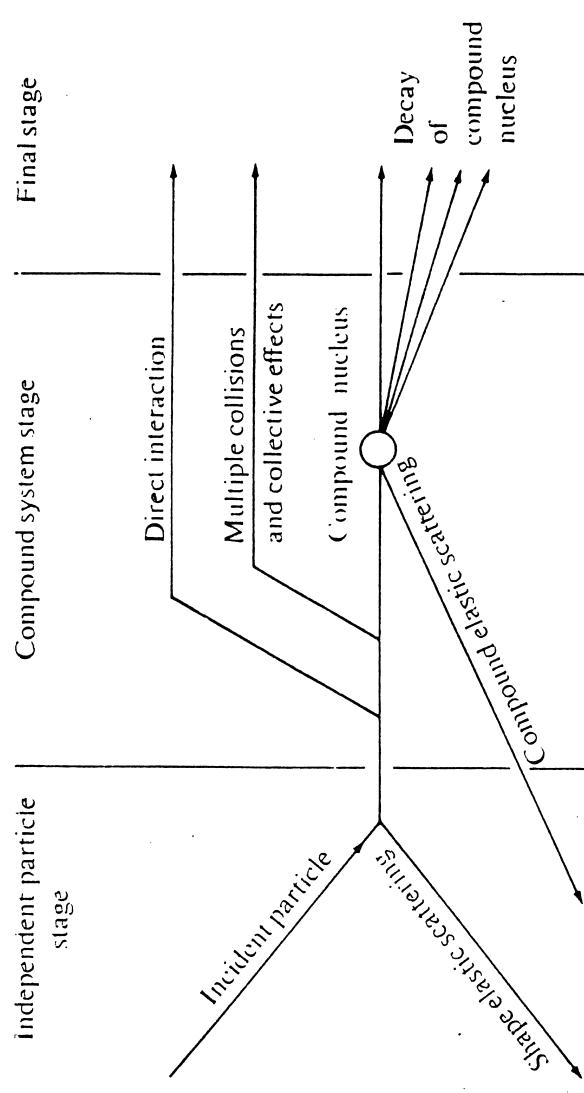 Independent particle
stage
Compound system stage
Final stage
Incident particle
Shape elastic scattering
Direct interaction
Multiple collisions
and collective effects
Compound nucleus
Compound elastic scattering
Decay
of
compound
nucleus